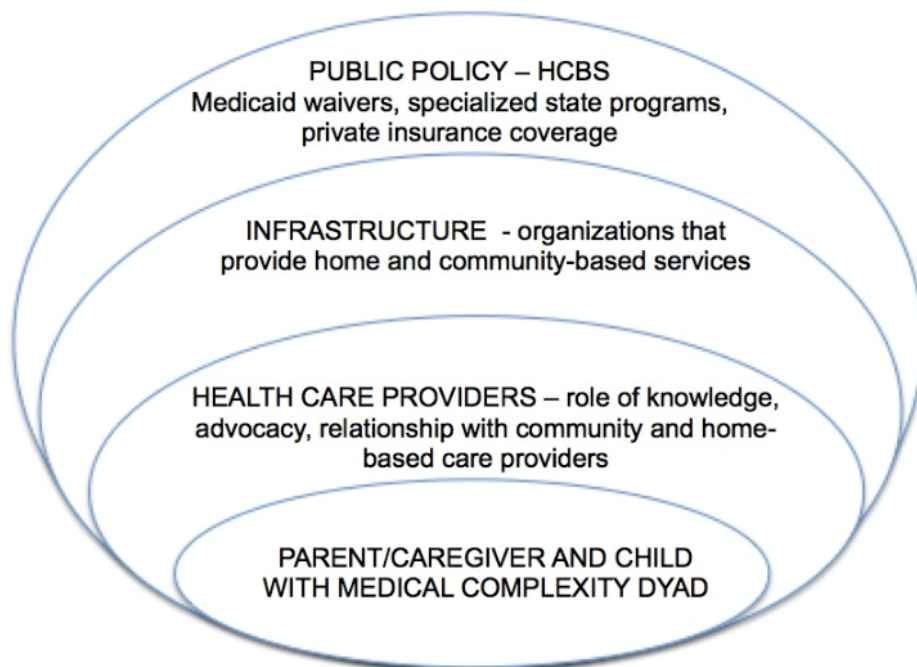 PUBLIC POLICY – HCBS
Medicaid waivers, specialized state programs,
private insurance coverage
INFRASTRUCTURE - organizations that
provide home and community-based services
HEALTH CARE PROVIDERS – role of knowledge,
advocacy, relationship with community and home-
based care providers
PARENT/CAREGIVER AND CHILD
WITH MEDICAL COMPLEXITY DYAD